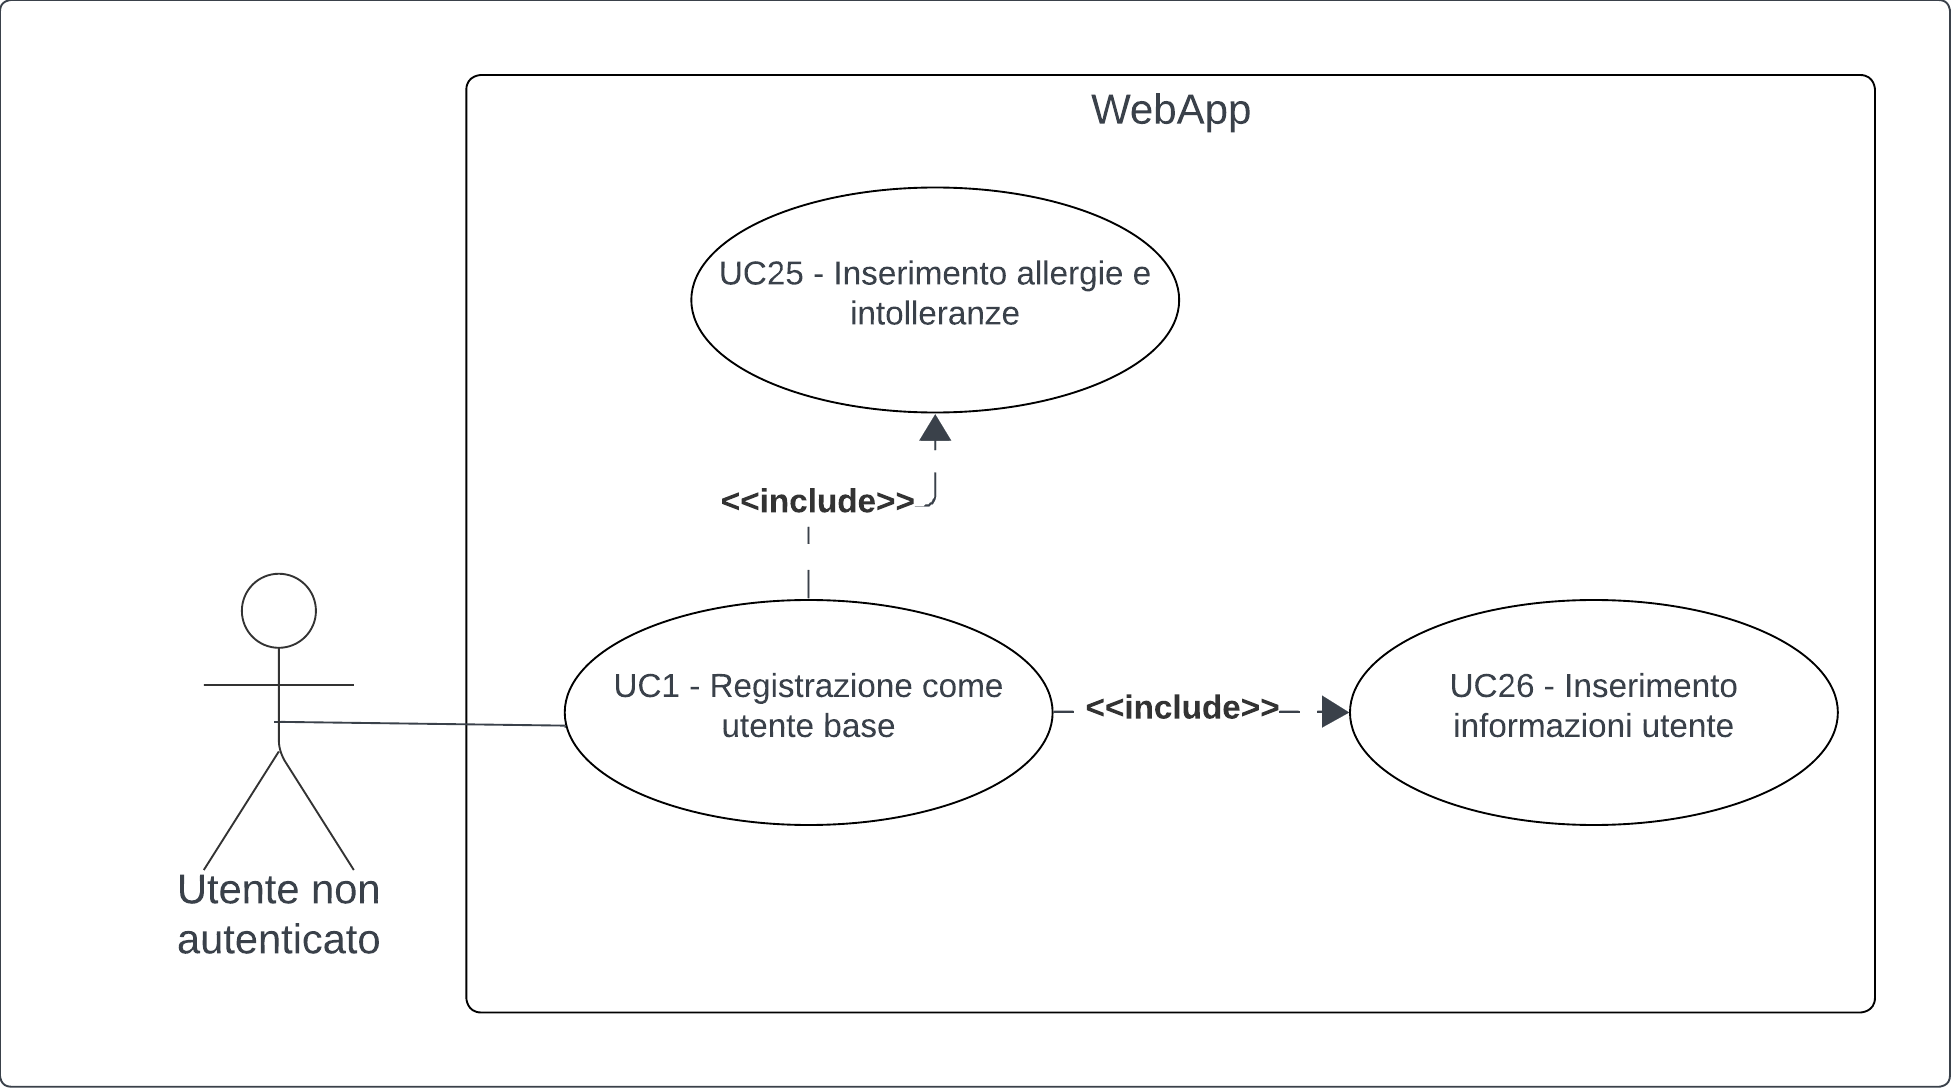 WebApp
UC25 - Inserimento allergie e
intolleranze
<<include>>
UC1 - Registrazione come
utente base
<<include>>
UC26 - Inserimento
informazioni utente
Utente non
autenticato